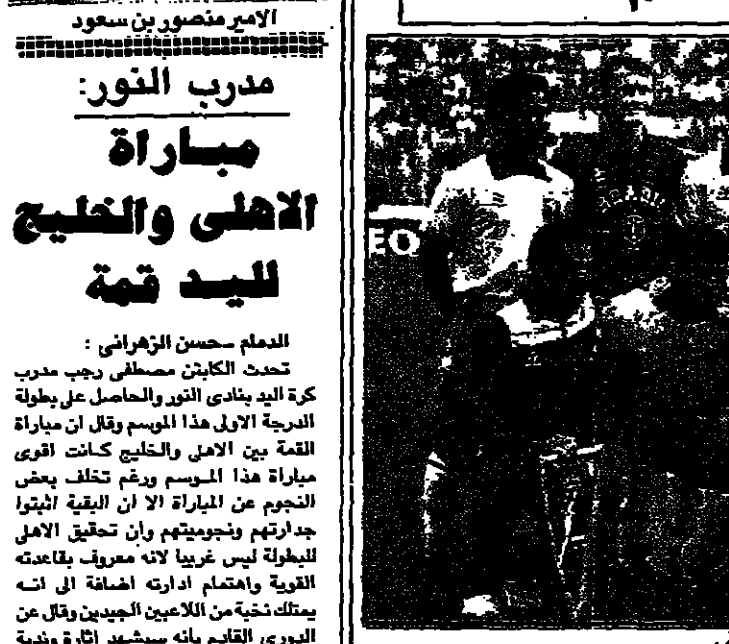 الامير منصور بن سعود
مدرب النور:
مباراة
الاهلى والخليج
لليد قمة
الدمام ـحسن الزهرانى :
تحدث الكابتن مصطفى رجب مدرب
كرة اليد بنادى النور والحاصل على بطولة
الدرجة الاولى هذا الموسم وقال ان مباراة
القمة بين الاهلى والخليج كانت اقوى
مباراة هذا الموسم ورغم تخلف بعض
النجوم عن المباراة الا ان البقية اثبتوا
جدارتهم ونجوميتهم وان تحقيق الاهلى
للبطولة ليس غريبا لانه معروف بقاعدته
القوية واهتمام ادارته اضافة الى انه
يمتلك نخبة من اللاعبين الجيدين وقال عن
الدورى القادم بانه سيشهد اثارة وندية
EO